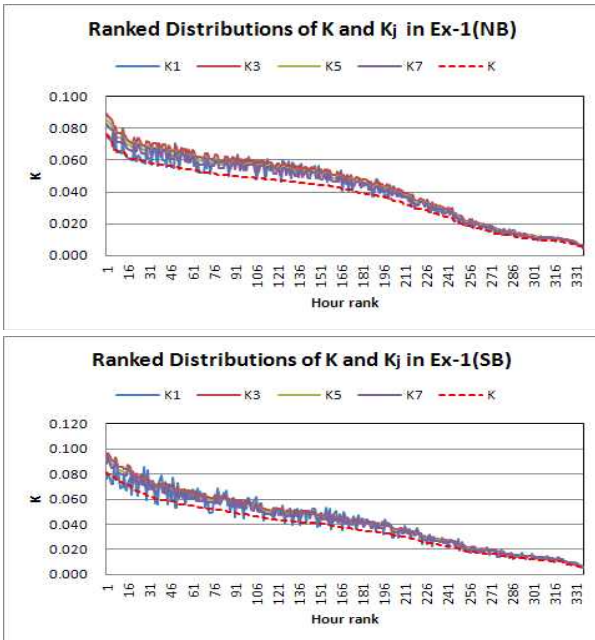 Ranked Distributions of K and Kj in Ex-1(NB)
K1 K3 K5 K7 K
0.100
0.080
0.060
0.040
0.020
0.000
K
1 16 31 46 61 76 91 106 121 136 151 166 181 196 211 226 241 256 271 286 301 316 331
Hour rank
Ranked Distributions of K and Kj in Ex-1(SB)
K1 K3 K5 K7 K
0.120
0.100
0.080
0.060
0.040
0.020
0.000
K
1 16 31 46 61 76 91 106 121 136 151 166 181 196 211 226 241 256 271 286 301 316 331
Hour rank